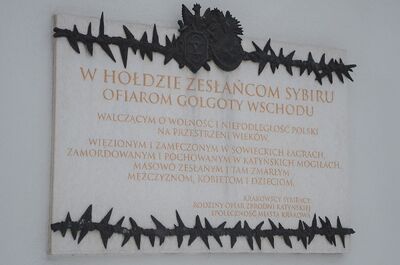 W HOŁDZIE ZESŁAŃCOM SYBIRU
OFIAROM GOLGOTY WSCHODU
WALCZĄCYM O WOLNOŚĆ I NIEPODLEGŁOŚĆ POLSKI
NA PRZESTRZENI WIEKÓW,
WIĘZIONYM I ZAMĘCZONYM W SOWIECKICH ŁAGRACH,
ZAMORDOWANYM I POCHOWANYM W KATYŃSKICH MOGIŁACH,
MASOWO ZESŁANYM I TAM ZMARŁYM
MĘŻCZYZNOM, KOBIETOM I DZIECIOM.
KRAKOWSCY SYBIRACY
RODZINY OFIAR ZBRODNI KATYŃSKIEJ
SPOŁECZNOŚĆ MIASTA KRAKOWA